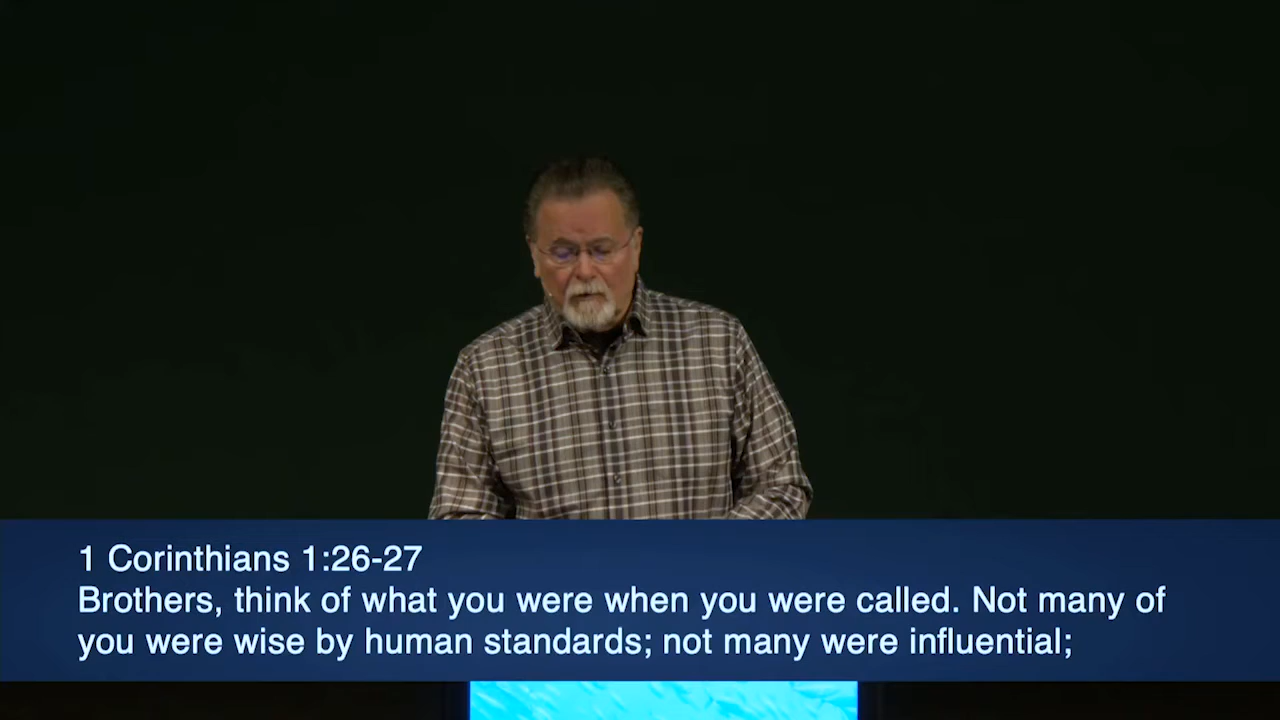 1 Corinthians 1:26-27
Brothers, think of what you were when you were called. Not many of
you were wise by human standards; not many were influential;